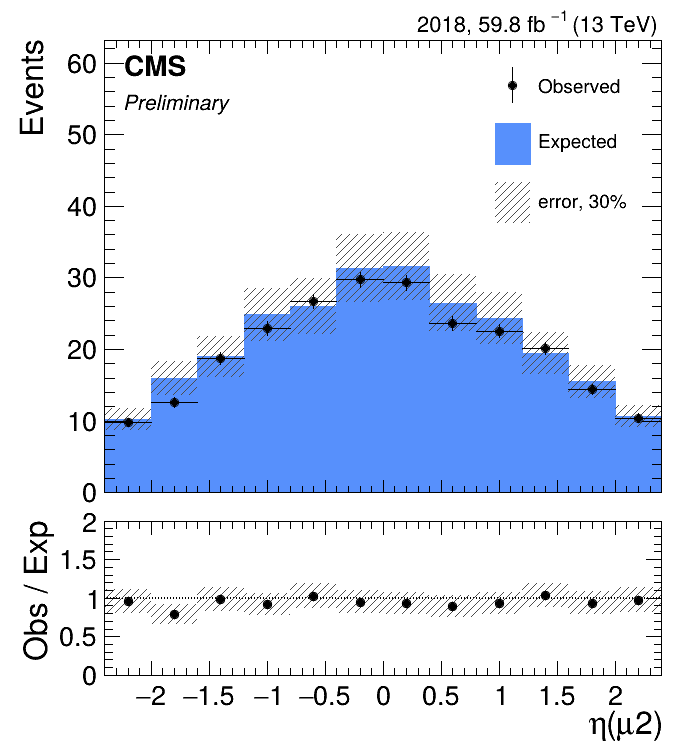 2018, 59.8 fb⁻¹ (13 TeV)
Events
60
50
40
30
20
10
0
CMS
Preliminary
Observed
Expected
error, 30%
Obs / Exp
2
1.5
1
0.5
0
−2 −1.5 −1 −0.5 0 0.5 1 1.5 2
η(μ2)